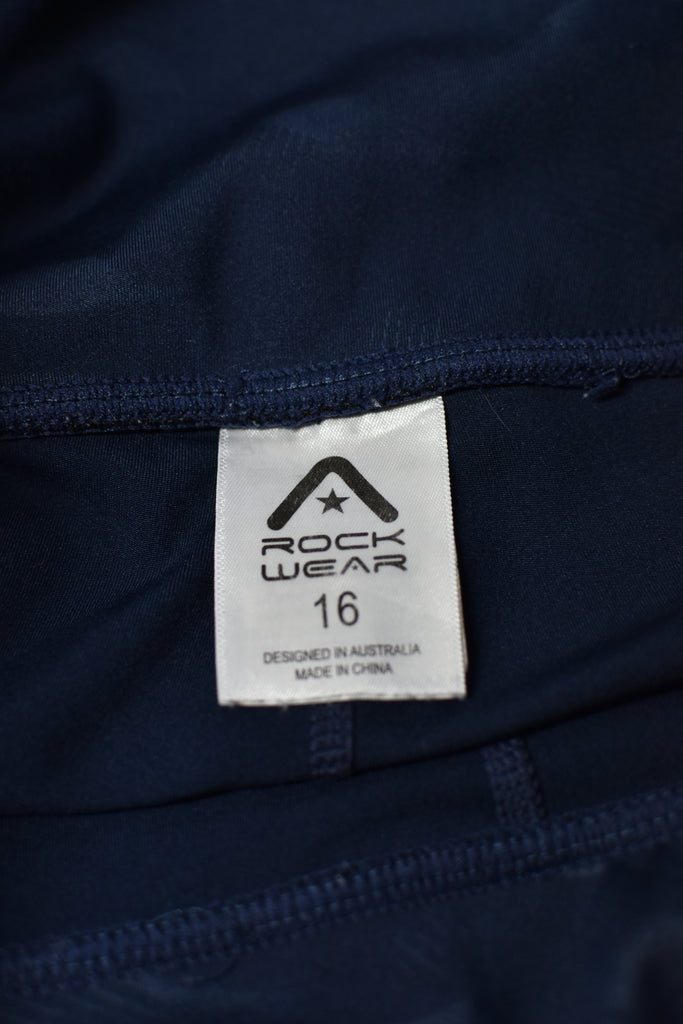 ROCK
WEAR
16
DESIGNED IN AUSTRALIA
MADE IN CHINA